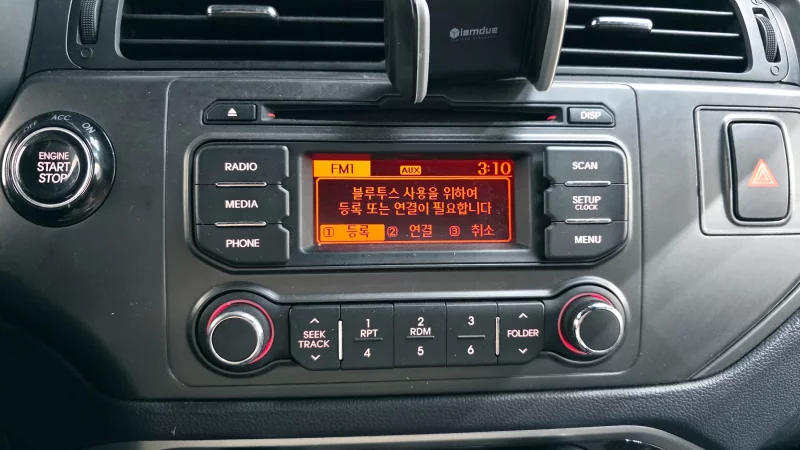 iamdue
OFF ACC ON
ENGINE
START
STOP
DISP
RADIO
MEDIA
PHONE
FM1 AUX 3:10
블루투스 사용을 위하여
등록 또는 연결이 필요합니다
① 등록 ② 연결 ③ 취소
SCAN
SETUP
CLOCK
MENU
SEEK
TRACK
1
RPT
4
2
RDM
5
3
6
FOLDER